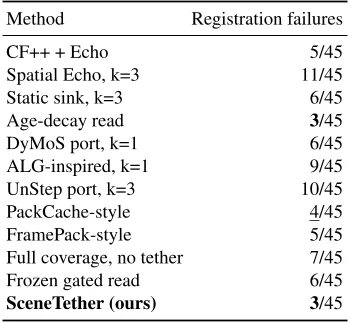 Method Registration failures
CF++ + Echo 5/45
Spatial Echo, k=3 11/45
Static sink, k=3 6/45
Age-decay read 3/45
DyMoS port, k=1 6/45
ALG-inspired, k=1 9/45
UnStep port, k=3 10/45
PackCache-style 4/45
FramePack-style 5/45
Full coverage, no tether 7/45
Frozen gated read 6/45
SceneTether (ours) 3/45